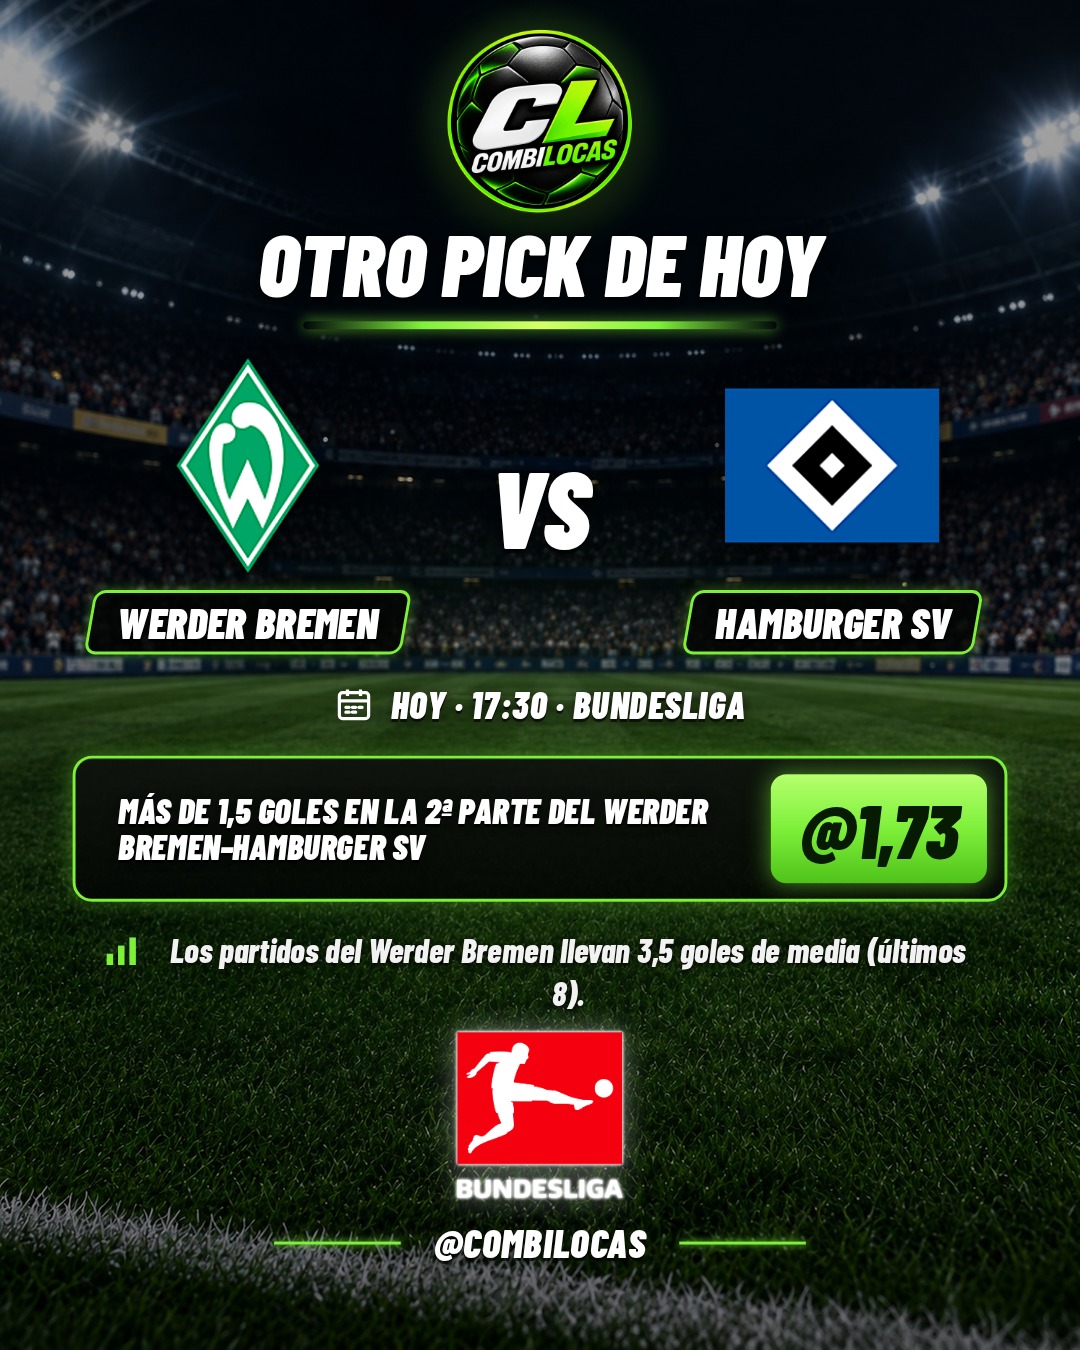 CL
COMBILOCAS
OTRO PICK DE HOY
VS
WERDER BREMEN
HAMBURGER SV
HOY · 17:30 · BUNDESLIGA
MÁS DE 1,5 GOLES EN LA 2ª PARTE DEL WERDER
BREMEN-HAMBURGER SV
@1,73
Los partidos del Werder Bremen llevan 3,5 goles de media (últimos
8).
BUNDESLIGA
@COMBILOCAS